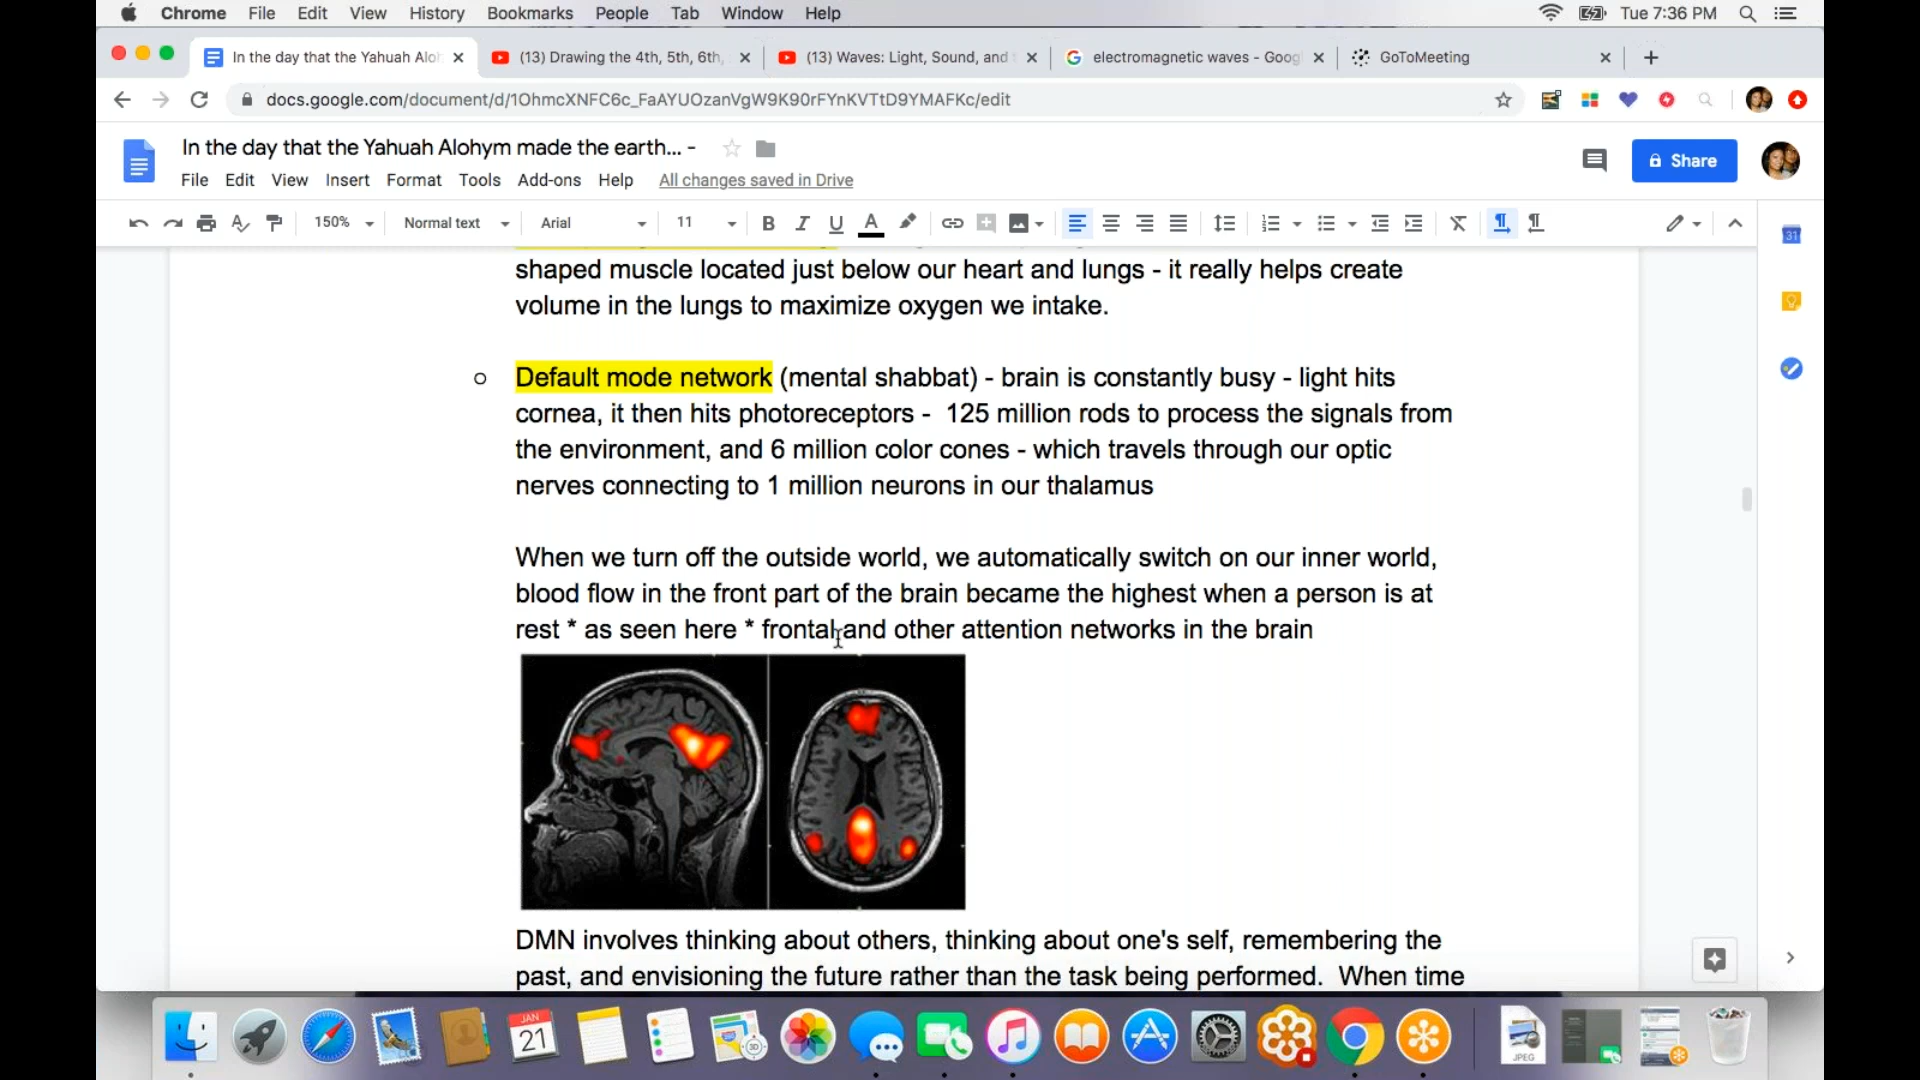 Chrome File Edit View History Bookmarks People Tab Window Help Tue 7:36 PM
In the day that the Yahuah Aloh (13) Drawing the 4th, 5th, 6th, (13) Waves: Light, Sound, and electromagnetic waves - Goog GoToMeeting
docs.google.com/document/d/1OhmcXNFC6c_FaAYUOzanVgW9K90rFYnKVTtD9YMAFKc/edit
In the day that the Yahuah Alohym made the earth... -
Share
File Edit View Insert Format Tools Add-ons Help All changes saved in Drive
150% Normal text Arial 11 B I U A
31
shaped muscle located just below our heart and lungs - it really helps create
volume in the lungs to maximize oxygen we intake.
Default mode network (mental shabbat) - brain is constantly busy - light hits
cornea, it then hits photoreceptors - 125 million rods to process the signals from
the environment, and 6 million color cones - which travels through our optic
nerves connecting to 1 million neurons in our thalamus
When we turn off the outside world, we automatically switch on our inner world,
blood flow in the front part of the brain became the highest when a person is at
rest * as seen here * frontal and other attention networks in the brain
DMN involves thinking about others, thinking about one's self, remembering the
past, and envisioning the future rather than the task being performed. When time
JAN
21
3D
JPEG